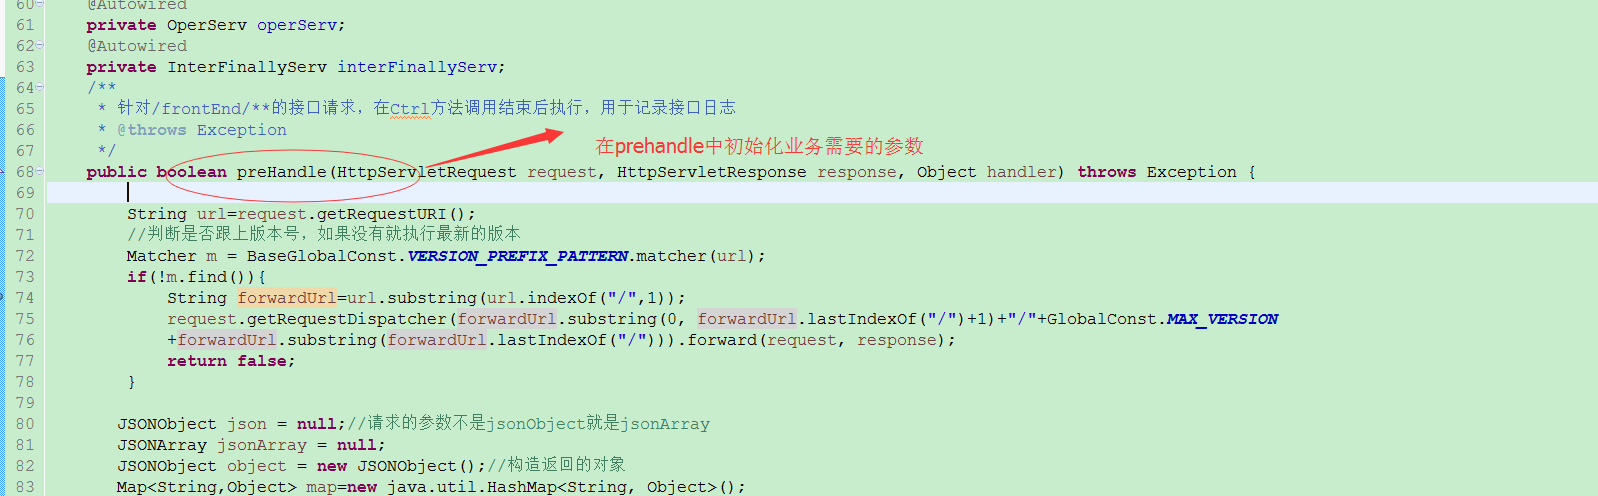 60 @Autowired
61 private OperServ operServ;
62 @Autowired
63 private InterFinallyServ interFinallyServ;
64 /**
65 * 针对/frontEnd/**的接口请求，在Ctrl方法调用结束后执行，用于记录接口日志
66 * @throws Exception
在prehandle中初始化业务需要的参数
67 */
68 public boolean preHandle(HttpServletRequest request, HttpServletResponse response, Object handler) throws Exception {
69
70 String url=request.getRequestURI();
71 //判断是否跟上版本号，如果没有就执行最新的版本
72 Matcher m = BaseGlobalConst.VERSION_PREFIX_PATTERN.matcher(url);
73 if(!m.find()){
74 String forwardUrl=url.substring(url.indexOf("/",1));
75 request.getRequestDispatcher(forwardUrl.substring(0, forwardUrl.lastIndexOf("/")+1)+"/"+GlobalConst.MAX_VERSION
76 +forwardUrl.substring(forwardUrl.lastIndexOf("/"))).forward(request, response);
77 return false;
78 }
79
80 JSONObject json = null;//请求的参数不是jsonObject就是jsonArray
81 JSONArray jsonArray = null;
82 JSONObject object = new JSONObject();//构造返回的对象
83 Map<String,Object> map=new java.util.HashMap<String, Object>();